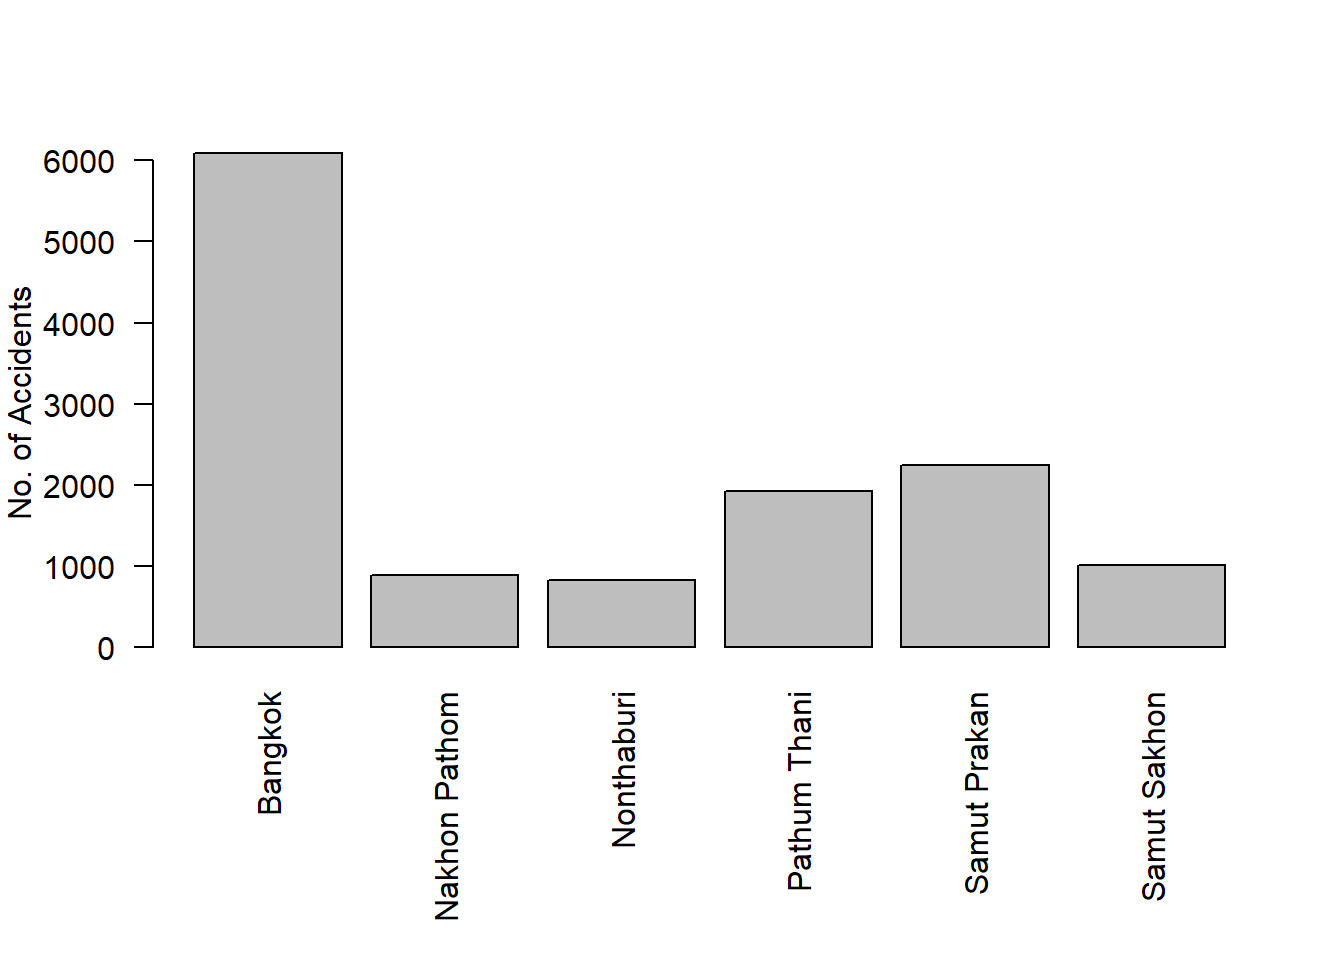 No. of Accidents
6000
5000
4000
3000
2000
1000
0
Bangkok
Nakhon Pathom
Nonthaburi
Pathum Thani
Samut Prakan
Samut Sakhon